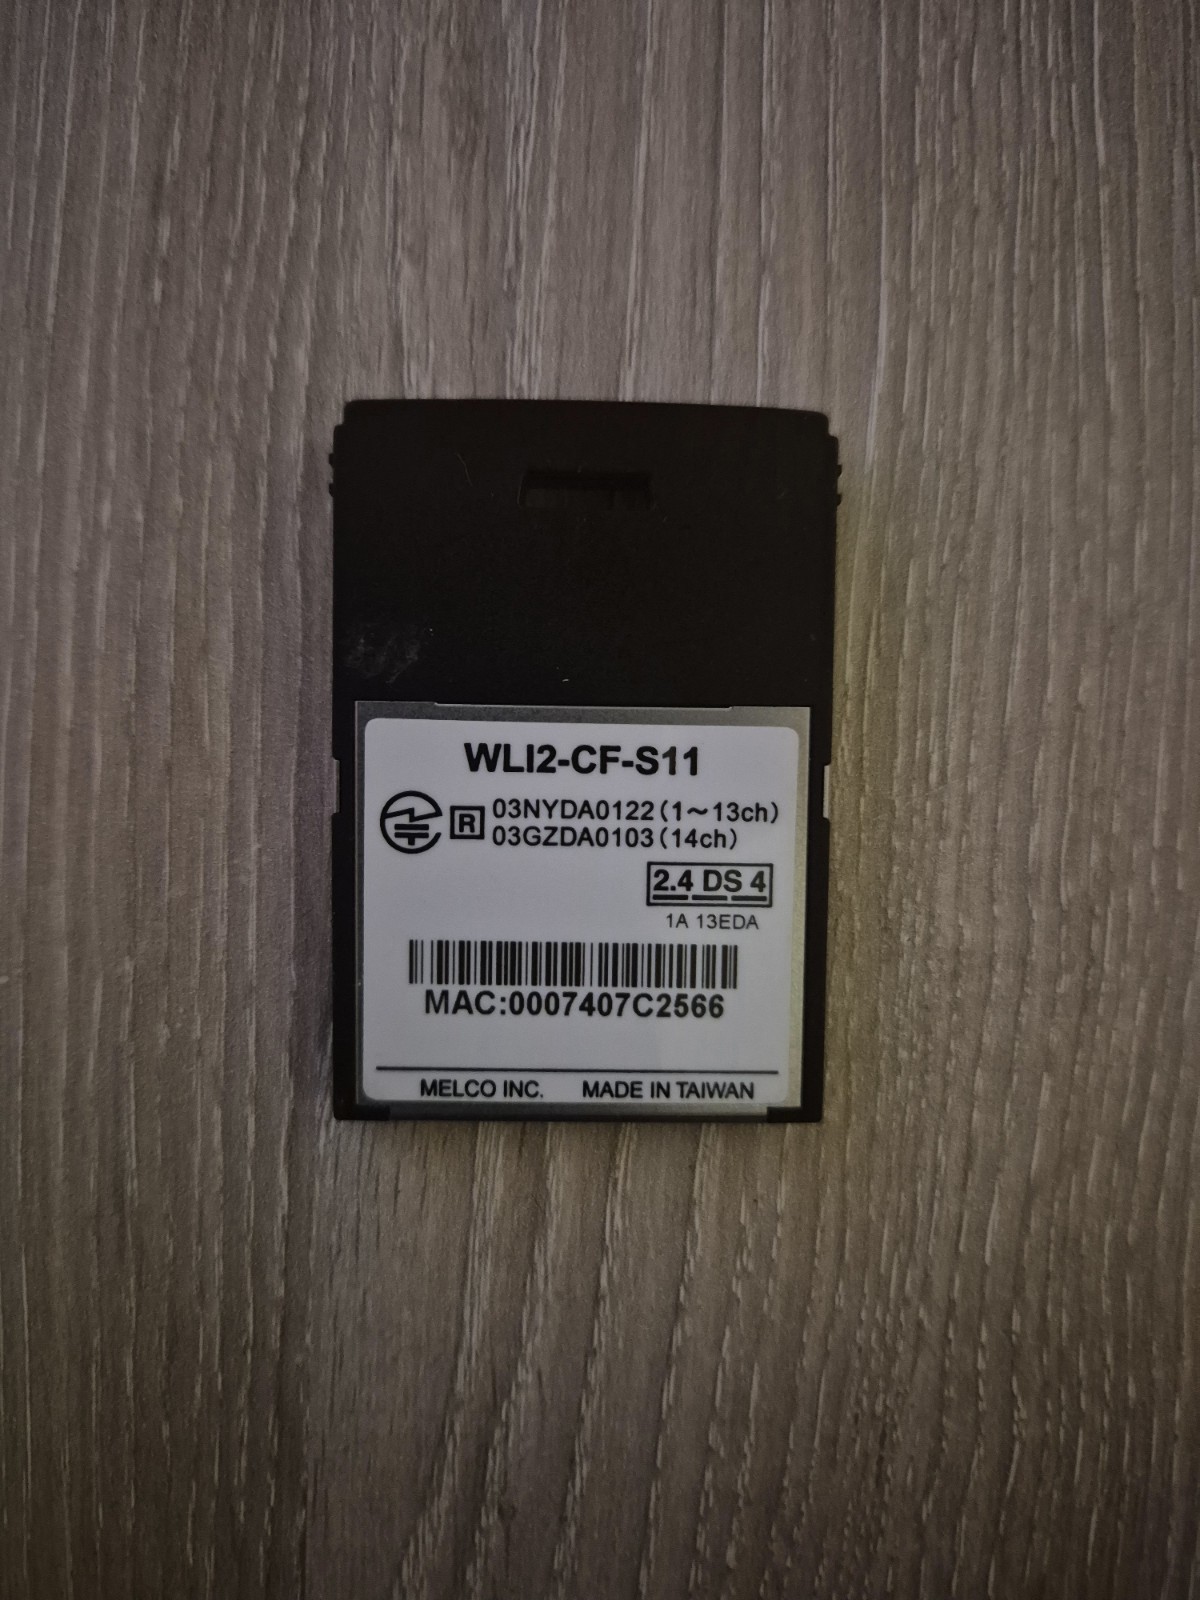 WLI2-CF-S11
R 03NYDA0122(1~13ch)
03GZDA0103(14ch)
2.4 DS 4
1A 13EDA
MAC:0007407C2566
MELCO INC. MADE IN TAIWAN